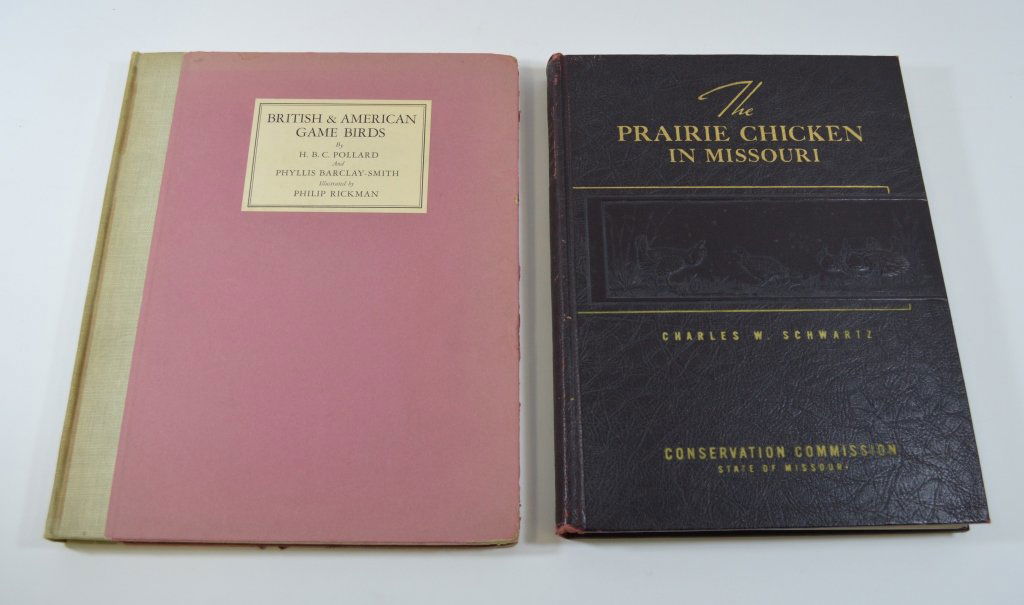 BRITISH & AMERICAN
GAME BIRDS
By
H. B. C. POLLARD
And
PHYLLIS BARCLAY-SMITH
Illustrated by
PHILIP RICKMAN
The
PRAIRIE CHICKEN
IN MISSOURI
CHARLES W. SCHWARTZ
CONSERVATION COMMISSION
STATE OF MISSOURI